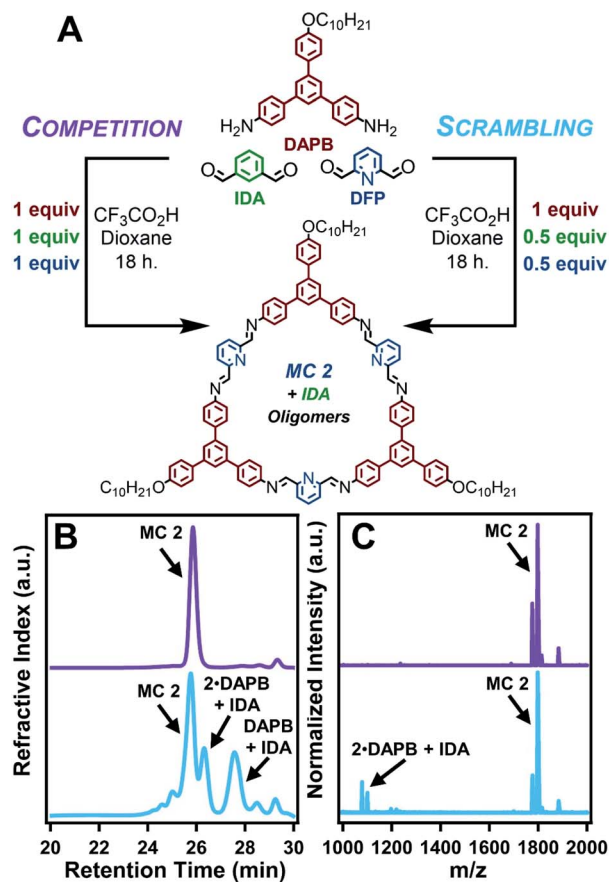 A
OC₁₀H₂₁
COMPETITION
SCRAMBLING
H₂N
NH₂
DAPB
O
O
O
N
O
IDA
DFP
1 equiv
1 equiv
1 equiv
CF₃CO₂H
Dioxane
18 h.
CF₃CO₂H
Dioxane
18 h.
1 equiv
0.5 equiv
0.5 equiv
OC₁₀H₂₁
N
N
N
N
MC 2
+ IDA
Oligomers
N
N
C₁₀H₂₁O
N
N
N
OC₁₀H₂₁
B
MC 2
MC 2
2•DAPB
+ IDA
DAPB
+ IDA
Refractive Index (a.u.)
20 22 24 26 28 30
Retention Time (min)
C
MC 2
MC 2
2•DAPB + IDA
Normalized Intensity (a.u.)
1000 1200 1400 1600 1800 2000
m/z